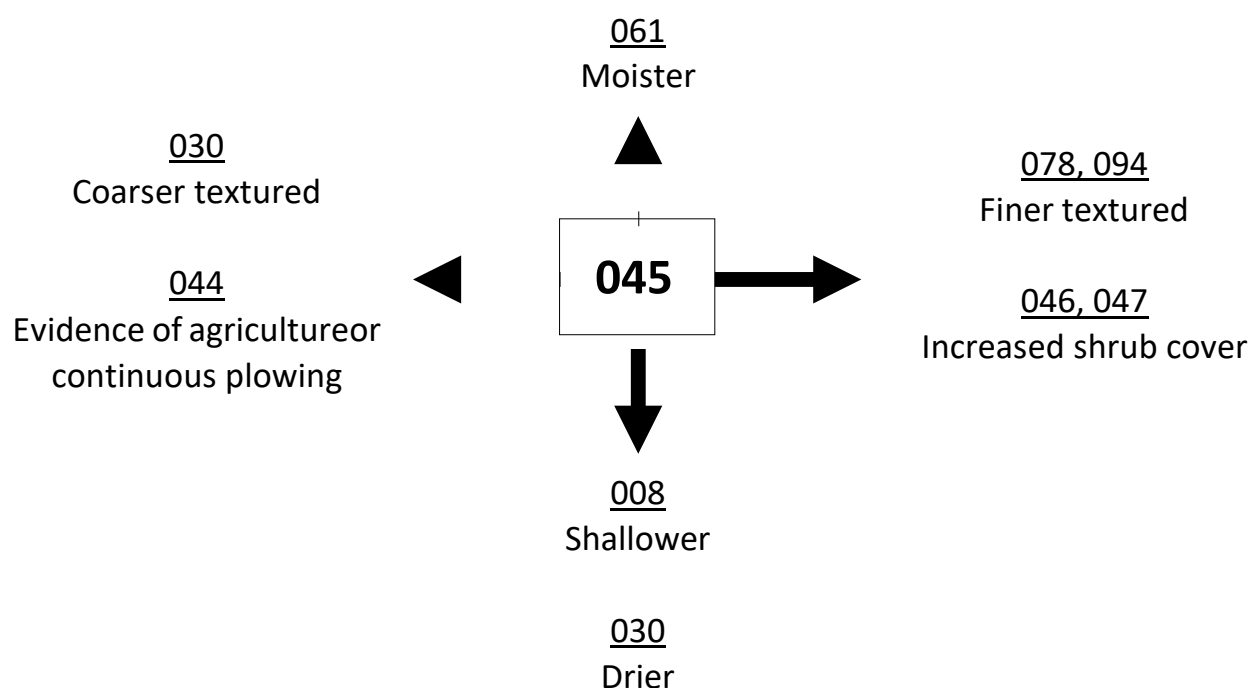 061
Moister
030
Coarser textured
044
Evidence of agricultureor
continuous plowing
045
078, 094
Finer textured
046, 047
Increased shrub cover
008
Shallower
030
Drier